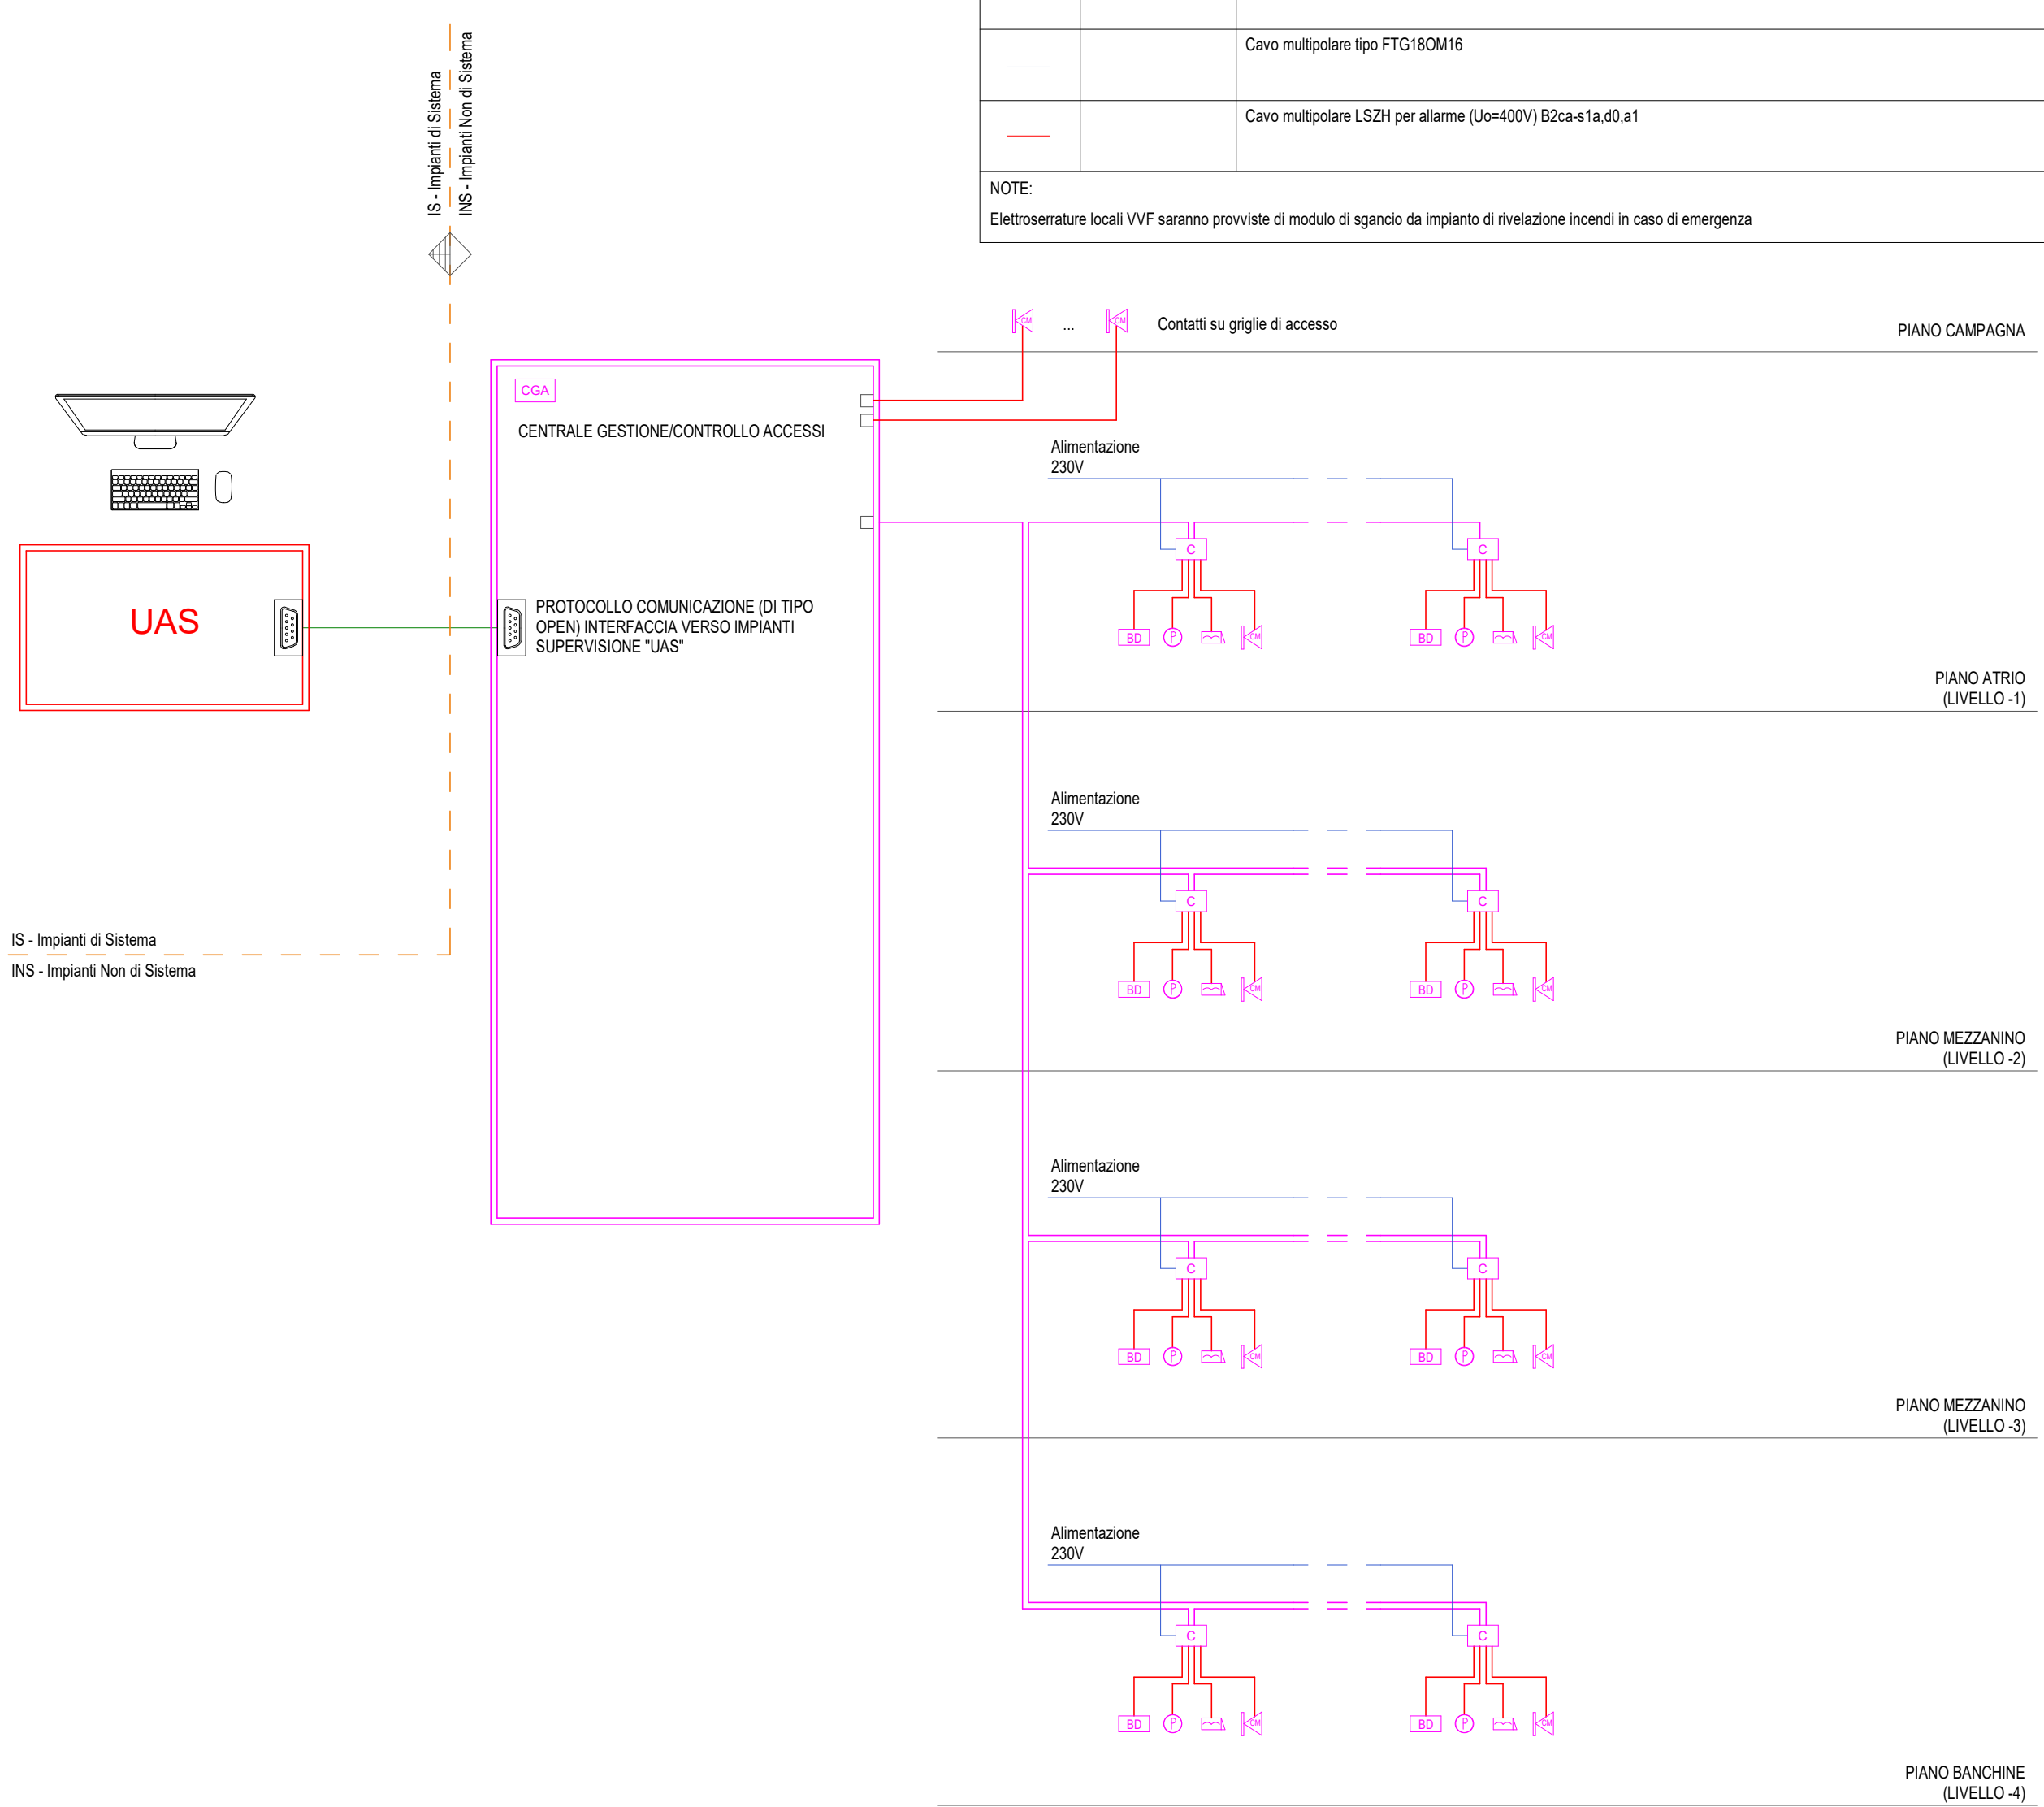 Cavo multipolare tipo FTG18OM16
Cavo multipolare LSZH per allarme (Uo=400V) B2ca-s1a,d0,a1
NOTE:
Elettroserrature locali VVF saranno provviste di modulo di sgancio da impianto di rivelazione incendi in caso di emergenza
IS - Impianti di Sistema
INS - Impianti Non di Sistema
CM
...
CM
Contatti su griglie di accesso
PIANO CAMPAGNA
CGA
CENTRALE GESTIONE/CONTROLLO ACCESSI
Alimentazione
230V
C
C
UAS
PROTOCOLLO COMUNICAZIONE (DI TIPO
OPEN) INTERFACCIA VERSO IMPIANTI
SUPERVISIONE "UAS"
BD P CM
BD P CM
PIANO ATRIO
(LIVELLO -1)
Alimentazione
230V
C
C
IS - Impianti di Sistema
INS - Impianti Non di Sistema
BD P CM
BD P CM
PIANO MEZZANINO
(LIVELLO -2)
Alimentazione
230V
C
C
BD P CM
BD P CM
PIANO MEZZANINO
(LIVELLO -3)
Alimentazione
230V
C
C
BD P CM
BD P CM
PIANO BANCHINE
(LIVELLO -4)